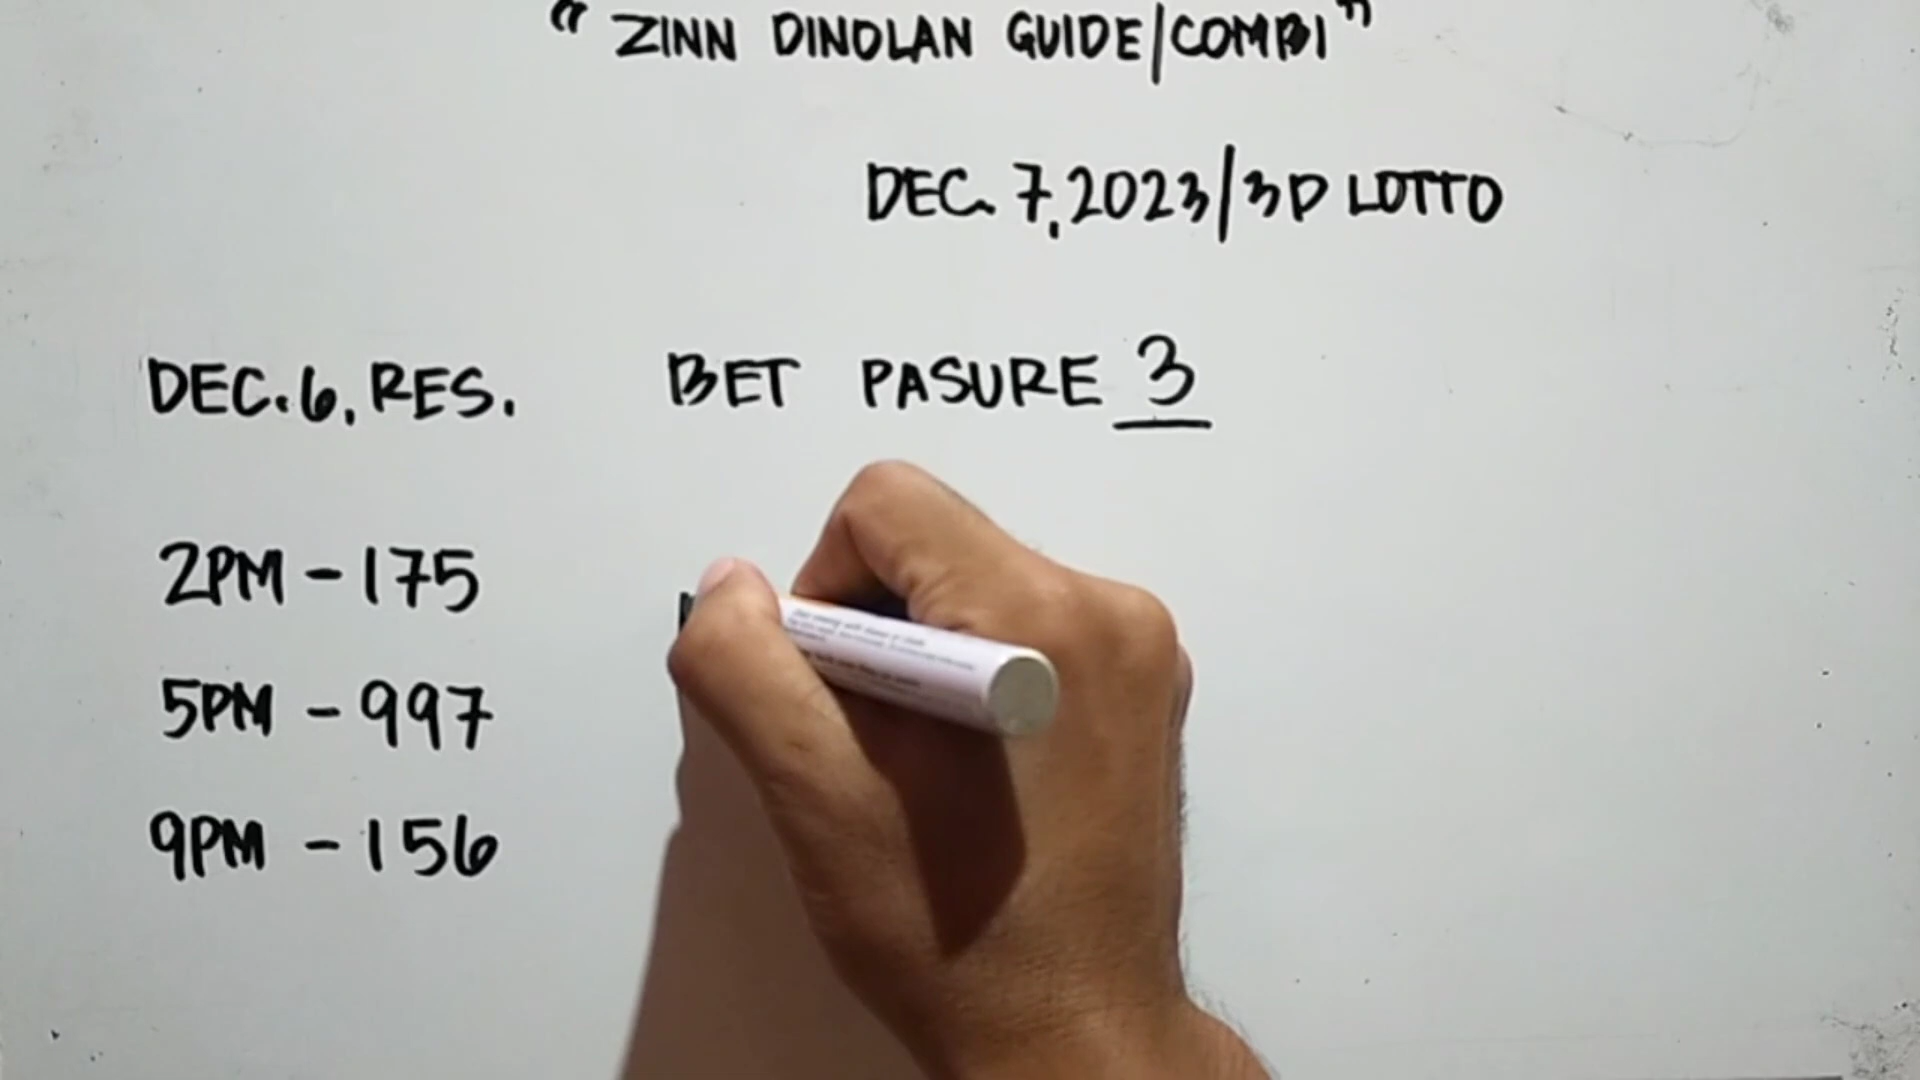 " ZINN DINOLAN GUIDE/COMBI "
DEC. 7, 2023/3D LOTTO
DEC. 6, RES.
BET PASURE 3
2PM - 175
5PM - 997
9PM - 156